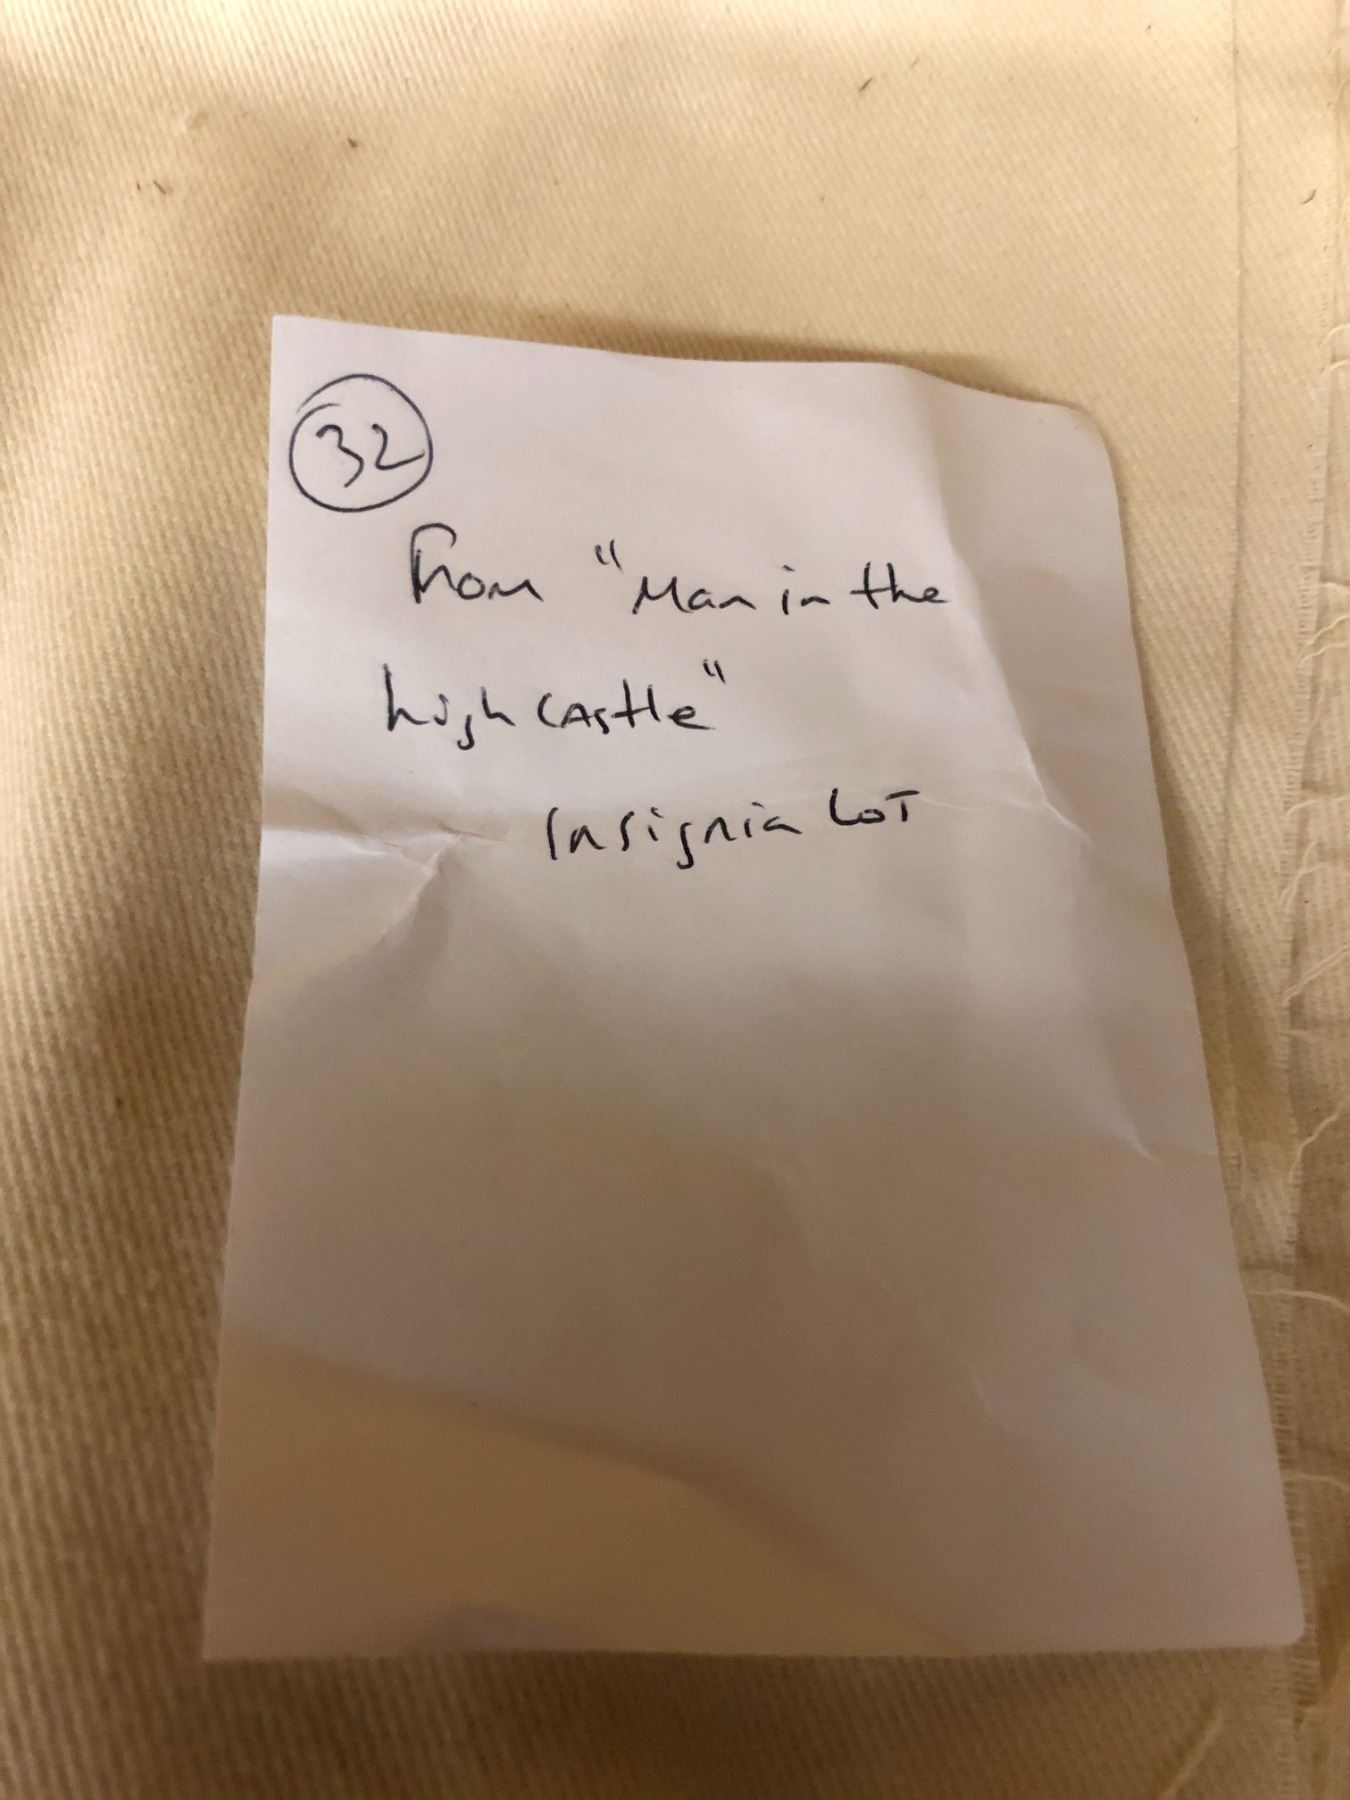 32
From "Man in the
high CAstle"
Insignia LoT